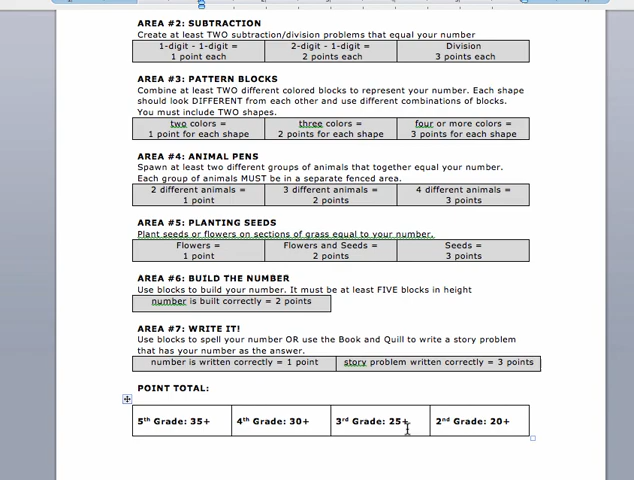 AREA #2: SUBTRACTION
Create at least TWO subtraction/division problems that equal your number
1-digit - 1-digit = 2-digit - 1-digit = Division
1 point each 2 points each 3 points each
AREA #3: PATTERN BLOCKS
Combine at least TWO different colored blocks to represent your number. Each shape
should look DIFFERENT from each other and use different combinations of blocks.
You must include TWO shapes.
two colors = three colors = four or more colors =
1 point for each shape 2 points for each shape 3 points for each shape
AREA #4: ANIMAL PENS
Spawn at least two different groups of animals that together equal your number.
Each group of animals MUST be in a separate fenced area.
2 different animals = 3 different animals = 4 different animals =
1 point 2 points 3 points
AREA #5: PLANTING SEEDS
Plant seeds or flowers on sections of grass equal to your number.
Flowers = Flowers and Seeds = Seeds =
1 point 2 points 3 points
AREA #6: BUILD THE NUMBER
Use blocks to build your number. It must be at least FIVE blocks in height
number is built correctly = 2 points
AREA #7: WRITE IT!
Use blocks to spell your number OR use the Book and Quill to write a story problem
that has your number as the answer.
number is written correctly = 1 point story problem written correctly = 3 points
POINT TOTAL:
5th Grade: 35+ 4th Grade: 30+ 3rd Grade: 25+ 2nd Grade: 20+